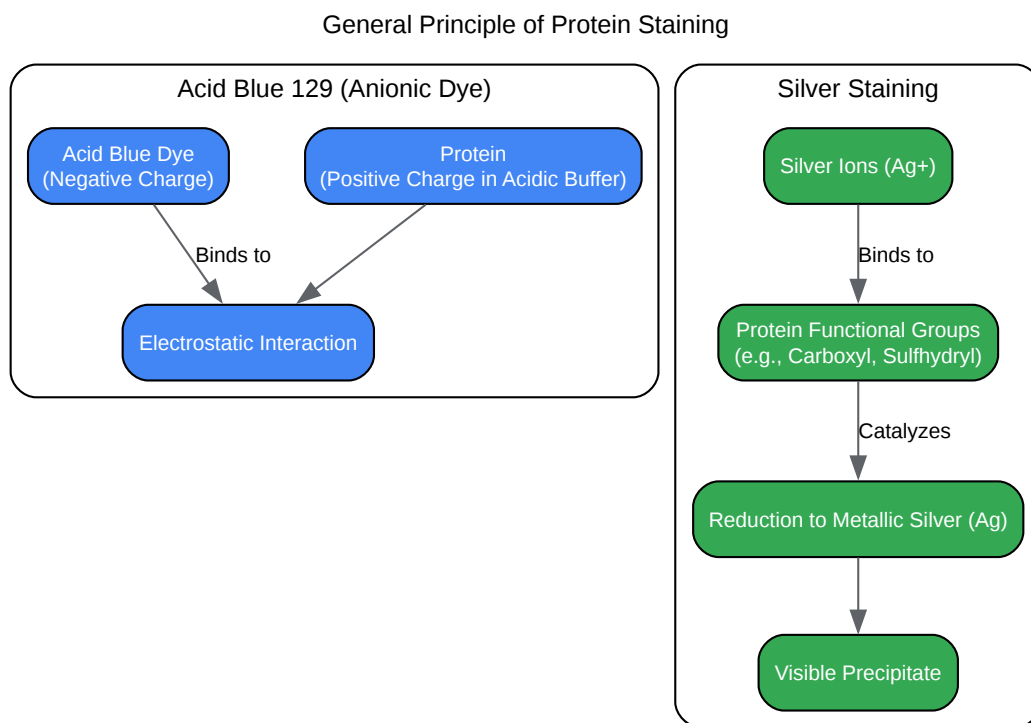 General Principle of Protein Staining
Acid Blue 129 (Anionic Dye)
Acid Blue Dye
(Negative Charge)
Protein
(Positive Charge in Acidic Buffer)
Binds to
Electrostatic Interaction
Silver Staining
Silver Ions (Ag+)
Binds to
Protein Functional Groups
(e.g., Carboxyl, Sulfhydryl)
Catalyzes
Reduction to Metallic Silver (Ag)
Visible Precipitate